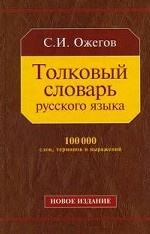 С.И. Ожегов
Толковый
словарь
русского языка
100 000
слов, терминов и выражений
НОВОЕ ИЗДАНИЕ